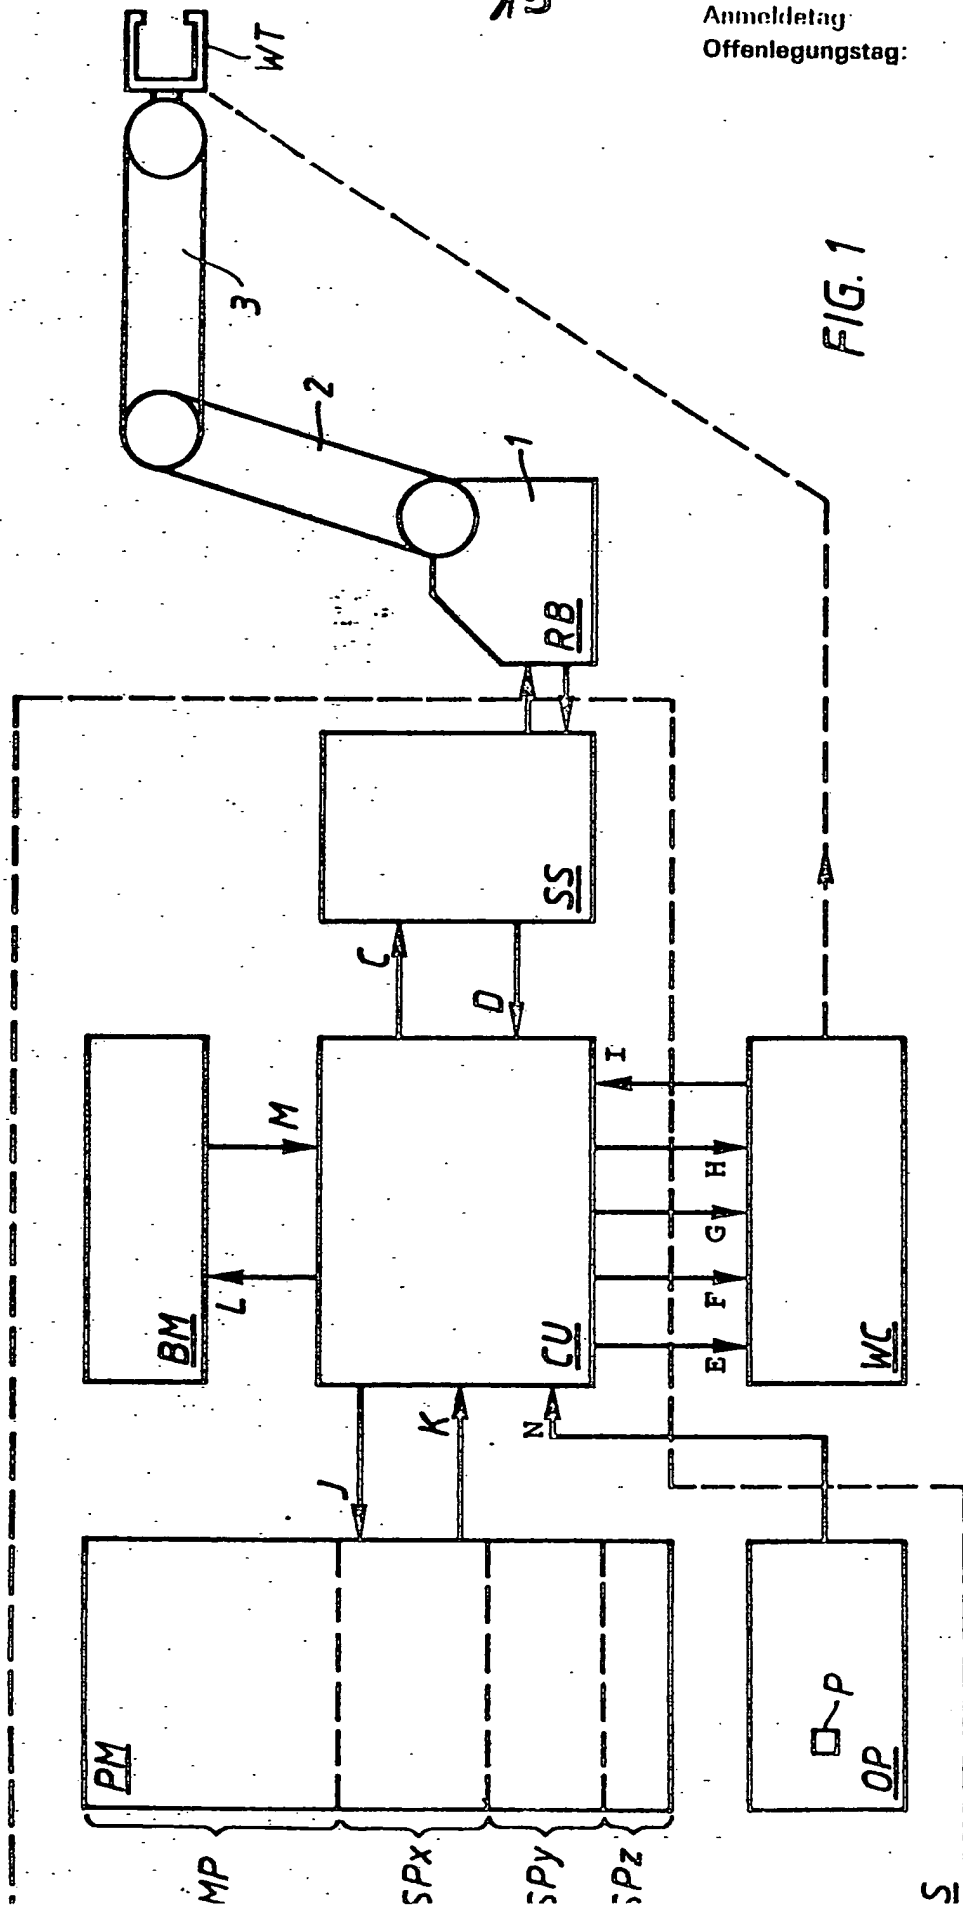 Anmeldetag
Offenlegungstag:
WT
3
2
1
RB
FIG. 1
SS
C
D
I
M
L
BM
CU
H
G
F
E
WC
K
N
J
PM
P
OP
MP
SPx
SPy
SPz
S